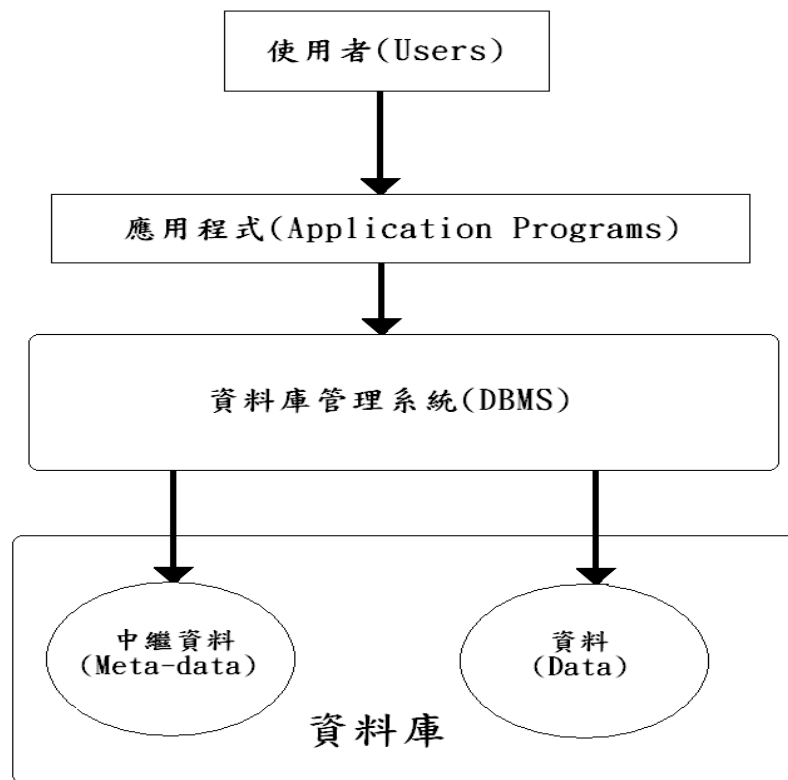 使用者(Users)
應用程式(Application Programs)
資料庫管理系統(DBMS)
中繼資料
(Meta-data)
資料
(Data)
資料庫